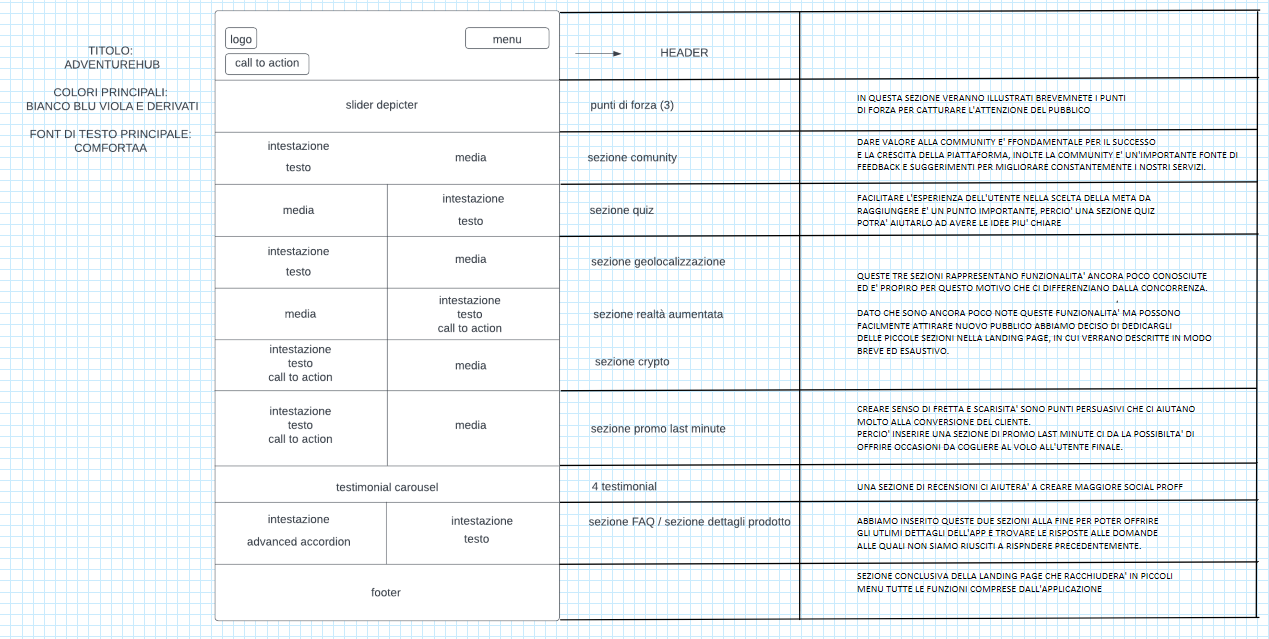 TITOLO:
ADVENTUREHUB
COLORI PRINCIPALI:
BIANCO BLU VIOLA E DERIVATI
FONT DI TESTO PRINCIPALE:
COMFORTAA
logo
menu
call to action
HEADER
slider depicter
punti di forza (3)
IN QUESTA SEZIONE VERANNO ILLUSTRATI BREVEMNETE I PUNTI
DI FORZA PER CATTURARE L'ATTENZIONE DEL PUBBLICO
intestazione
testo
media
sezione comunity
DARE VALORE ALLA COMMUNITY E' FFONDAMENTALE PER IL SUCCESSO
E LA CRESCITA DELLA PIATTAFORMA, INOLTE LA COMMUNITY E' UN'IMPORTANTE FONTE DI
FEEDBACK E SUGGERIMENTI PER MIGLIORARE CONSTANTEMENTE I NOSTRI SERVIZI.
media
intestazione
testo
sezione quiz
FACILITARE L'ESPERIENZA DELL'UTENTE NELLA SCELTA DELLA META DA
RAGGIUNGERE E' UN PUNTO IMPORTANTE, PERCIO' UNA SEZIONE QUIZ
POTRA' AIUTARLO AD AVERE LE IDEE PIU' CHIARE
intestazione
testo
media
sezione geolocalizzazione
media
intestazione
testo
call to action
sezione realtà aumentata
intestazione
testo
call to action
media
sezione crypto
QUESTE TRE SEZIONI RAPPRESENTANO FUNZIONALITA' ANCORA POCO CONOSCIUTE
ED E' PROPIRO PER QUESTO MOTIVO CHE CI DIFFERENZIANO DALLA CONCORRENZA.
DATO CHE SONO ANCORA POCO NOTE QUESTE FUNZIONALITA' MA POSSONO
FACILMENTE ATTIRARE NUOVO PUBBLICO ABBIAMO DECISO DI DEDICARGLI
DELLE PICCOLE SEZIONI NELLA LANDING PAGE, IN CUI VERRANO DESCRITTE IN MODO
BREVE ED ESAUSTIVO.
intestazione
testo
call to action
media
sezione promo last minute
CREARE SENSO DI FRETTA E SCARISITA' SONO PUNTI PERSUASIVI CHE CI AIUTANO
MOLTO ALLA CONVERSIONE DEL CLIENTE.
PERCIO' INSERIRE UNA SEZIONE DI PROMO LAST MINUTE CI DA LA POSSIBILTA' DI
OFFRIRE OCCASIONI DA COGLIERE AL VOLO ALL'UTENTE FINALE.
testimonial carousel
4 testimonial
UNA SEZIONE DI RECENSIONI CI AIUTERA' A CREARE MAGGIORE SOCIAL PROFF
intestazione
advanced accordion
intestazione
testo
sezione FAQ / sezione dettagli prodotto
ABBIAMO INSERITO QUESTE DUE SEZIONI ALLA FINE PER POTER OFFRIRE
GLI UTLIMI DETTAGLI DELL'APP E TROVARE LE RISPOSTE ALLE DOMANDE
ALLE QUALI NON SIAMO RIUSCITI A RISPNDERE PRECEDENTEMENTE.
footer
SEZIONE CONCLUSIVA DELLA LANDING PAGE CHE RACCHIUDERA' IN PICCOLI
MENU TUTTE LE FUNZIONI COMPRESE DALL'APPLICAZIONE